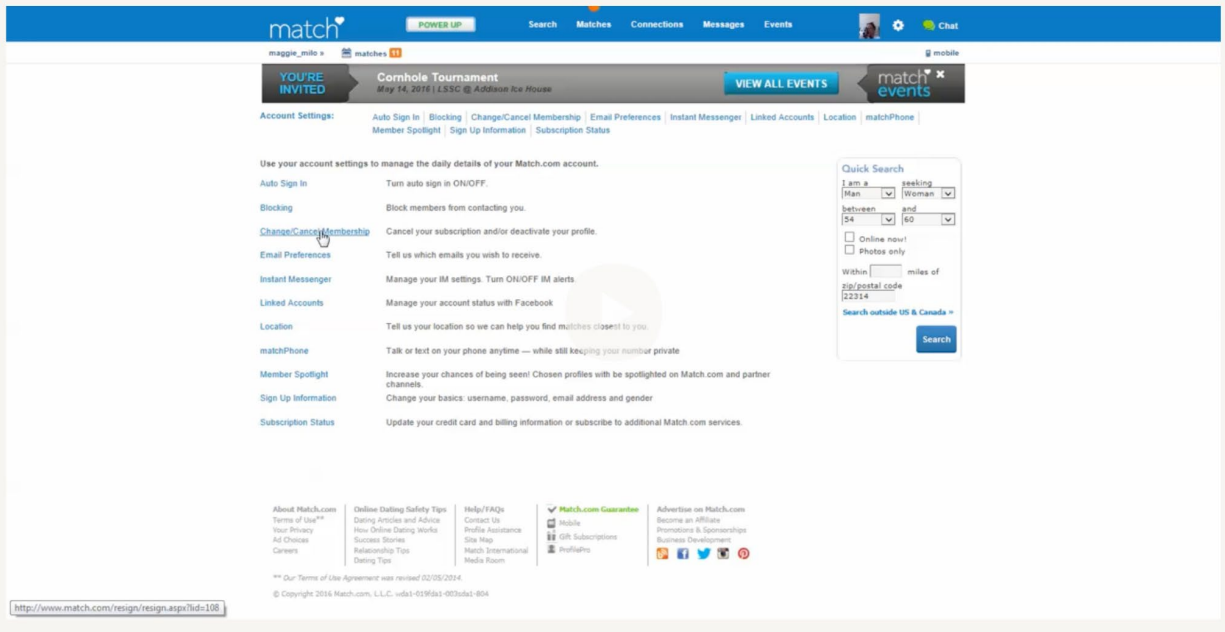 match
POWER UP
Search Matches Connections Messages Events
Chat
maggie_milo »
matches 11
mobile
YOU'RE
INVITED
Cornhole Tournament
May 14, 2016 | LSSC @ Addison Ice House
VIEW ALL EVENTS
match
events
Account Settings:
Auto Sign In | Blocking | Change/Cancel Membership | Email Preferences | Instant Messenger | Linked Accounts | Location | matchPhone |
Member Spotlight | Sign Up Information | Subscription Status
Use your account settings to manage the daily details of your Match.com account.
Auto Sign In Turn auto sign in ON/OFF.
Blocking Block members from contacting you.
Change/Cancel Membership Cancel your subscription and/or deactivate your profile.
Email Preferences Tell us which emails you wish to receive.
Instant Messenger Manage your IM settings. Turn ON/OFF IM alerts.
Linked Accounts Manage your account status with Facebook
Location Tell us your location so we can help you find matches closest to you.
matchPhone Talk or text on your phone anytime — while still keeping your number private
Member Spotlight Increase your chances of being seen! Chosen profiles with be spotlighted on Match.com and partner
channels.
Sign Up Information Change your basics: username, password, email address and gender
Subscription Status Update your credit card and billing information or subscribe to additional Match.com services.
Quick Search
I am a seeking
Man Woman
between and
54 60
Online now!
Photos only
Within miles of
zip/postal code
22314
Search outside US & Canada »
Search
About Match.com
Terms of Use**
Your Privacy
Ad Choices
Careers
Online Dating Safety Tips
Dating Articles and Advice
How Online Dating Works
Success Stories
Relationship Tips
Dating Tips
Help/FAQs
Contact Us
Profile Assistance
Site Map
Match International
Media Room
Match.com Guarantee
Mobile
Gift Subscriptions
ProfilePro
Advertise on Match.com
Become an Affiliate
Promotions & Sponsorships
Business Development
** Our Terms of Use Agreement was revised 02/05/2014.
© Copyright 2016 Match.com, L.L.C.
http://www.match.com/resign/resign.aspx?lid=108